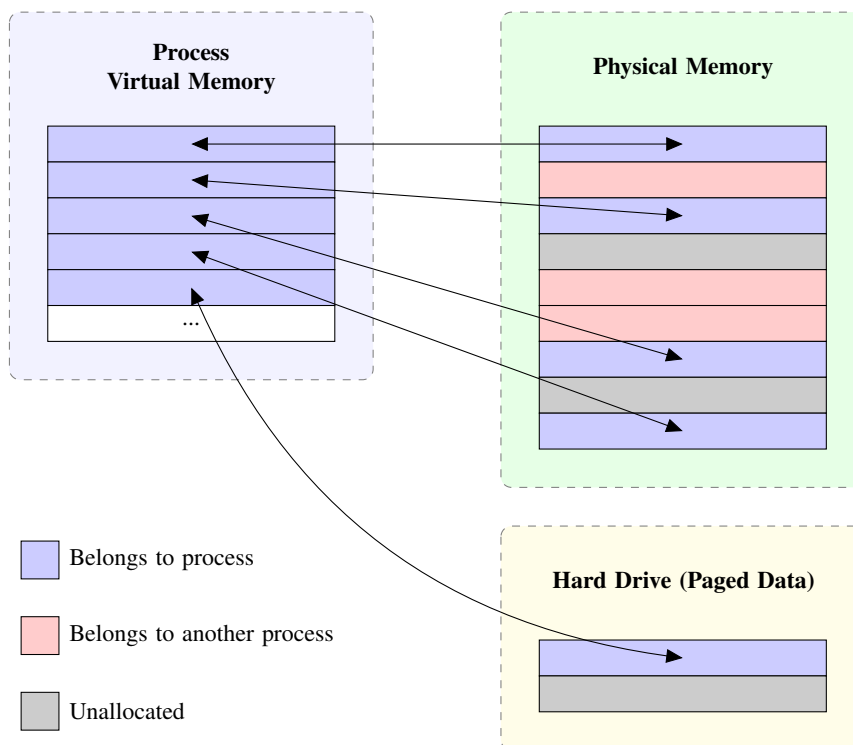 Process
Virtual Memory
Physical Memory
...
Belongs to process
Hard Drive (Paged Data)
Belongs to another process
Unallocated